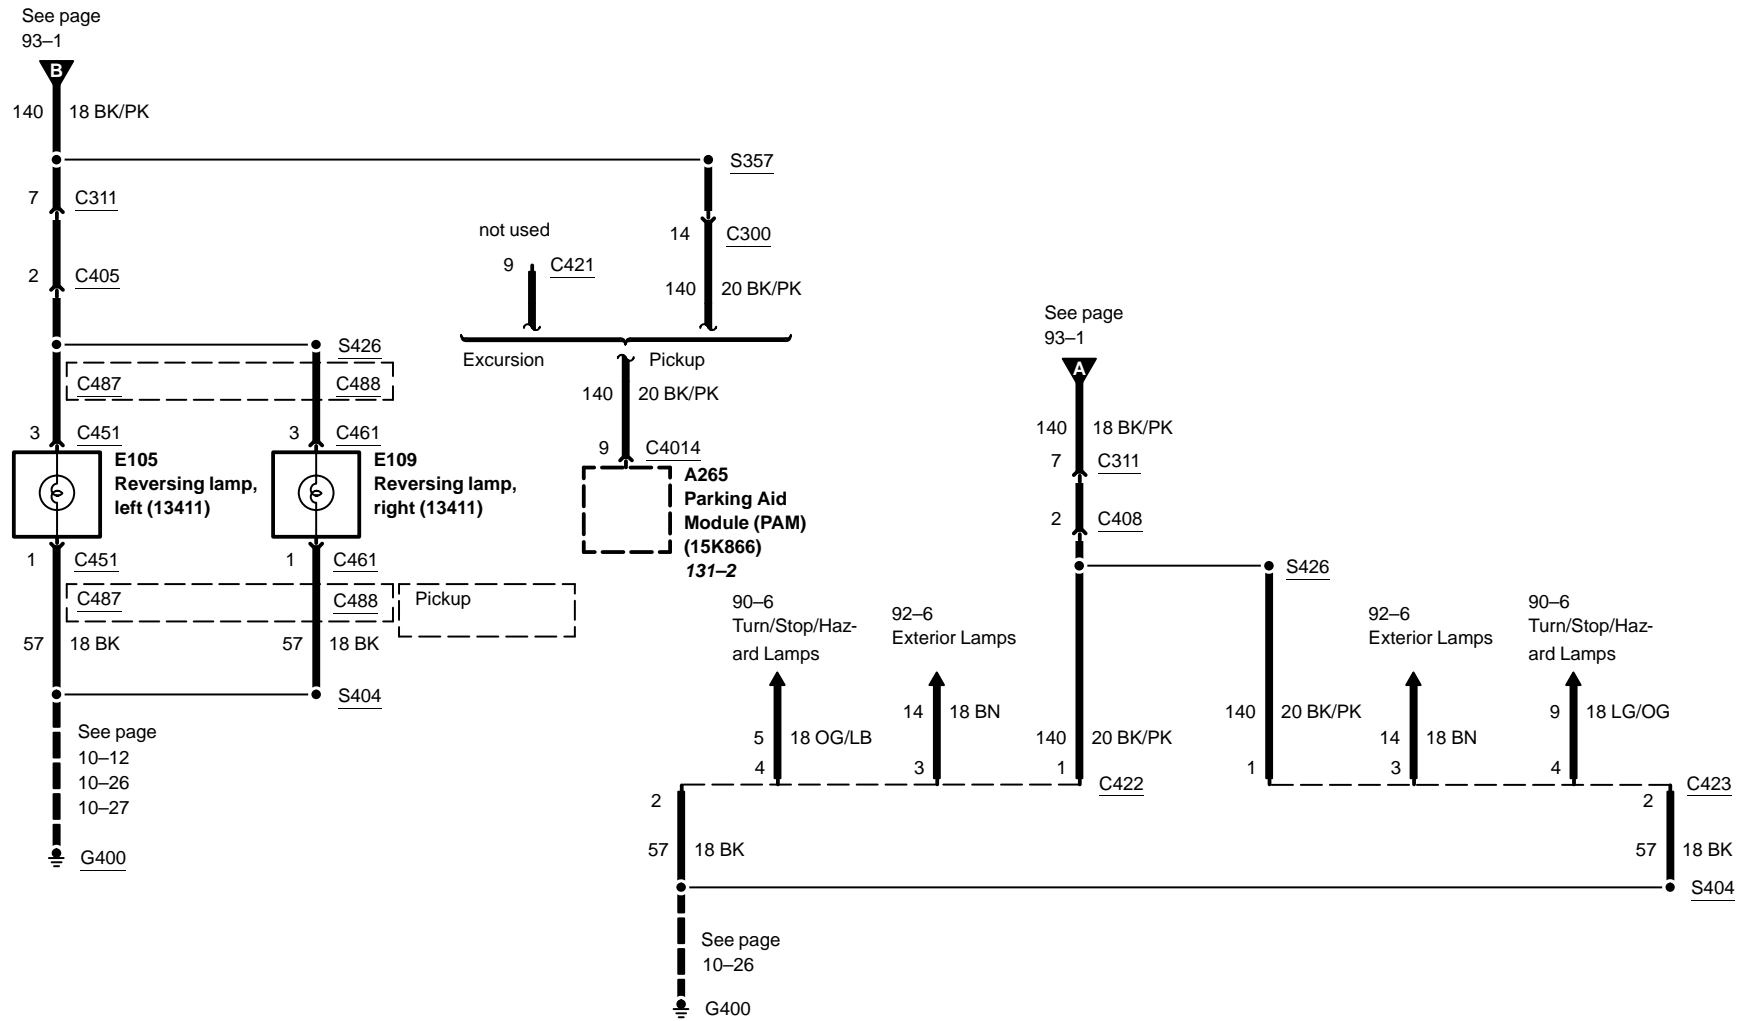 See page
93–1
B
140 18 BK/PK
S357
7 C311
not used
14 C300
9 C421
2 C405
140 20 BK/PK
See page
93–1
S426
Excursion Pickup
A
C487 C488
140 20 BK/PK
140 18 BK/PK
3 C451 3 C461
9 C4014
7 C311
E105
Reversing lamp,
left (13411)
E109
Reversing lamp,
right (13411)
A265
Parking Aid
Module (PAM)
(15K866)
131–2
2 C408
1 C451 1 C461
S426
C487 C488 Pickup
90–6
Turn/Stop/Haz-
ard Lamps
92–6
Exterior Lamps
92–6
Exterior Lamps
90–6
Turn/Stop/Haz-
ard Lamps
57 18 BK 57 18 BK
S404
See page
10–12
10–26
10–27
G400
5 18 OG/LB
4
14 18 BN
3
140 20 BK/PK
1
C422
140 20 BK/PK
1
14 18 BN
3
9 18 LG/OG
4
C423
2
57 18 BK
2
57 18 BK
S404
See page
10–26
G400